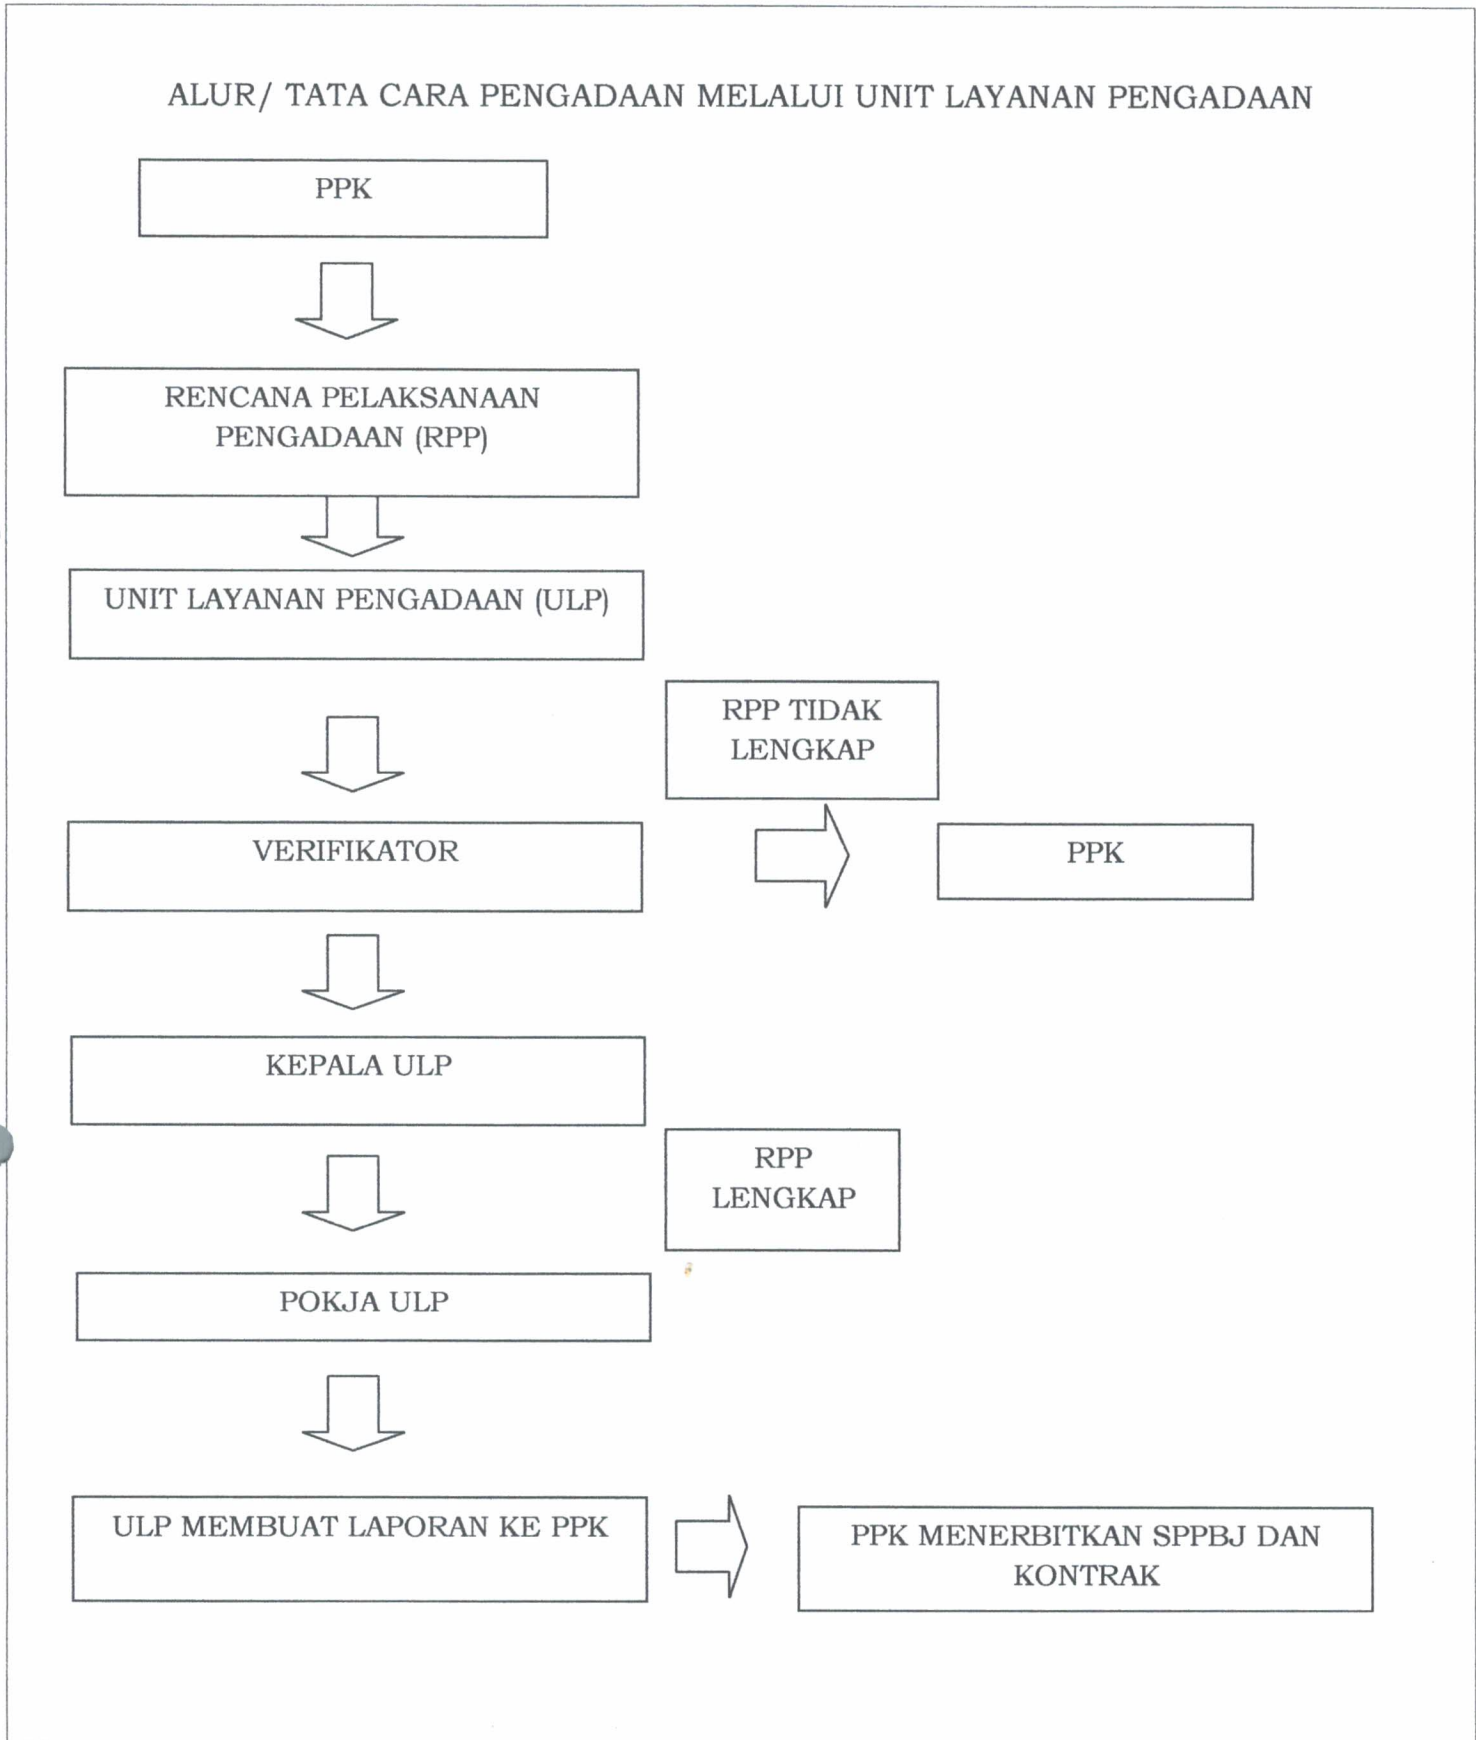 ALUR/ TATA CARA PENGADAAN MELALUI UNIT LAYANAN PENGADAAN
PPK
RENCANA PELAKSANAAN
PENGADAAN (RPP)
UNIT LAYANAN PENGADAAN (ULP)
RPP TIDAK
LENGKAP
VERIFIKATOR
PPK
KEPALA ULP
RPP
LENGKAP
POKJA ULP
ULP MEMBUAT LAPORAN KE PPK
PPK MENERBITKAN SPPBJ DAN
KONTRAK